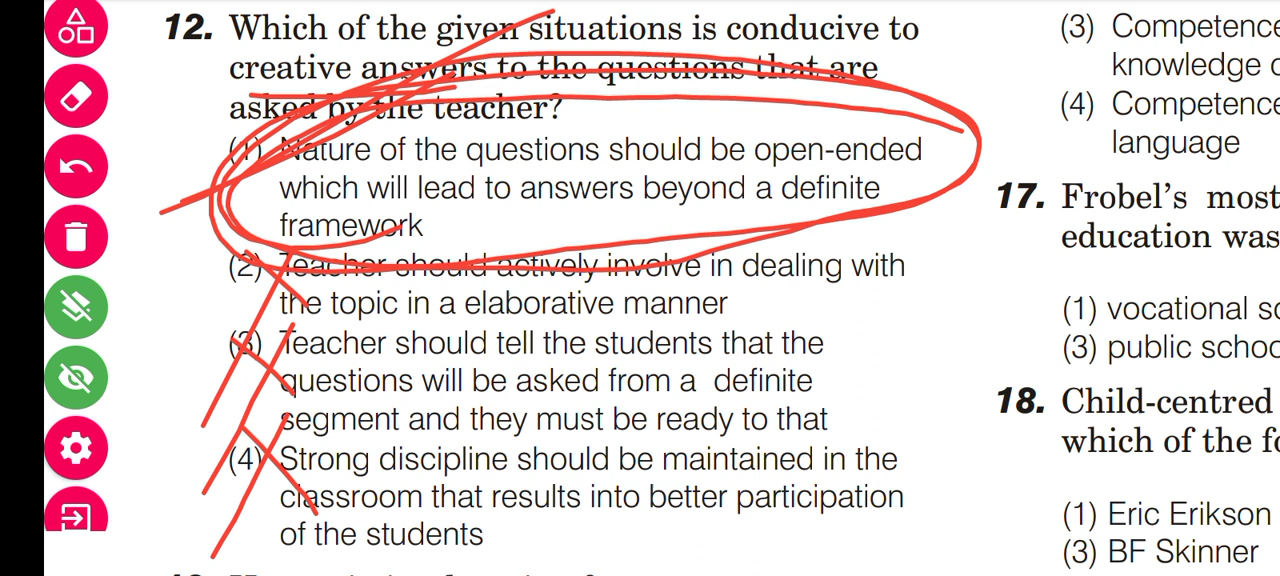 12. Which of the given situations is conducive to
creative answers to the questions that are
asked by the teacher?
(1) Nature of the questions should be open-ended
which will lead to answers beyond a definite
framework
(2) Teacher should actively involve in dealing with
the topic in a elaborative manner
(3) Teacher should tell the students that the
questions will be asked from a definite
segment and they must be ready to that
(4) Strong discipline should be maintained in the
classroom that results into better participation
of the students
(3) Competence
knowledge
(4) Competence
language
17. Frobel's most
education was
(1) vocational
(3) public
18. Child-centred
which of the
(1) Eric Erikson
(3) BF Skinner